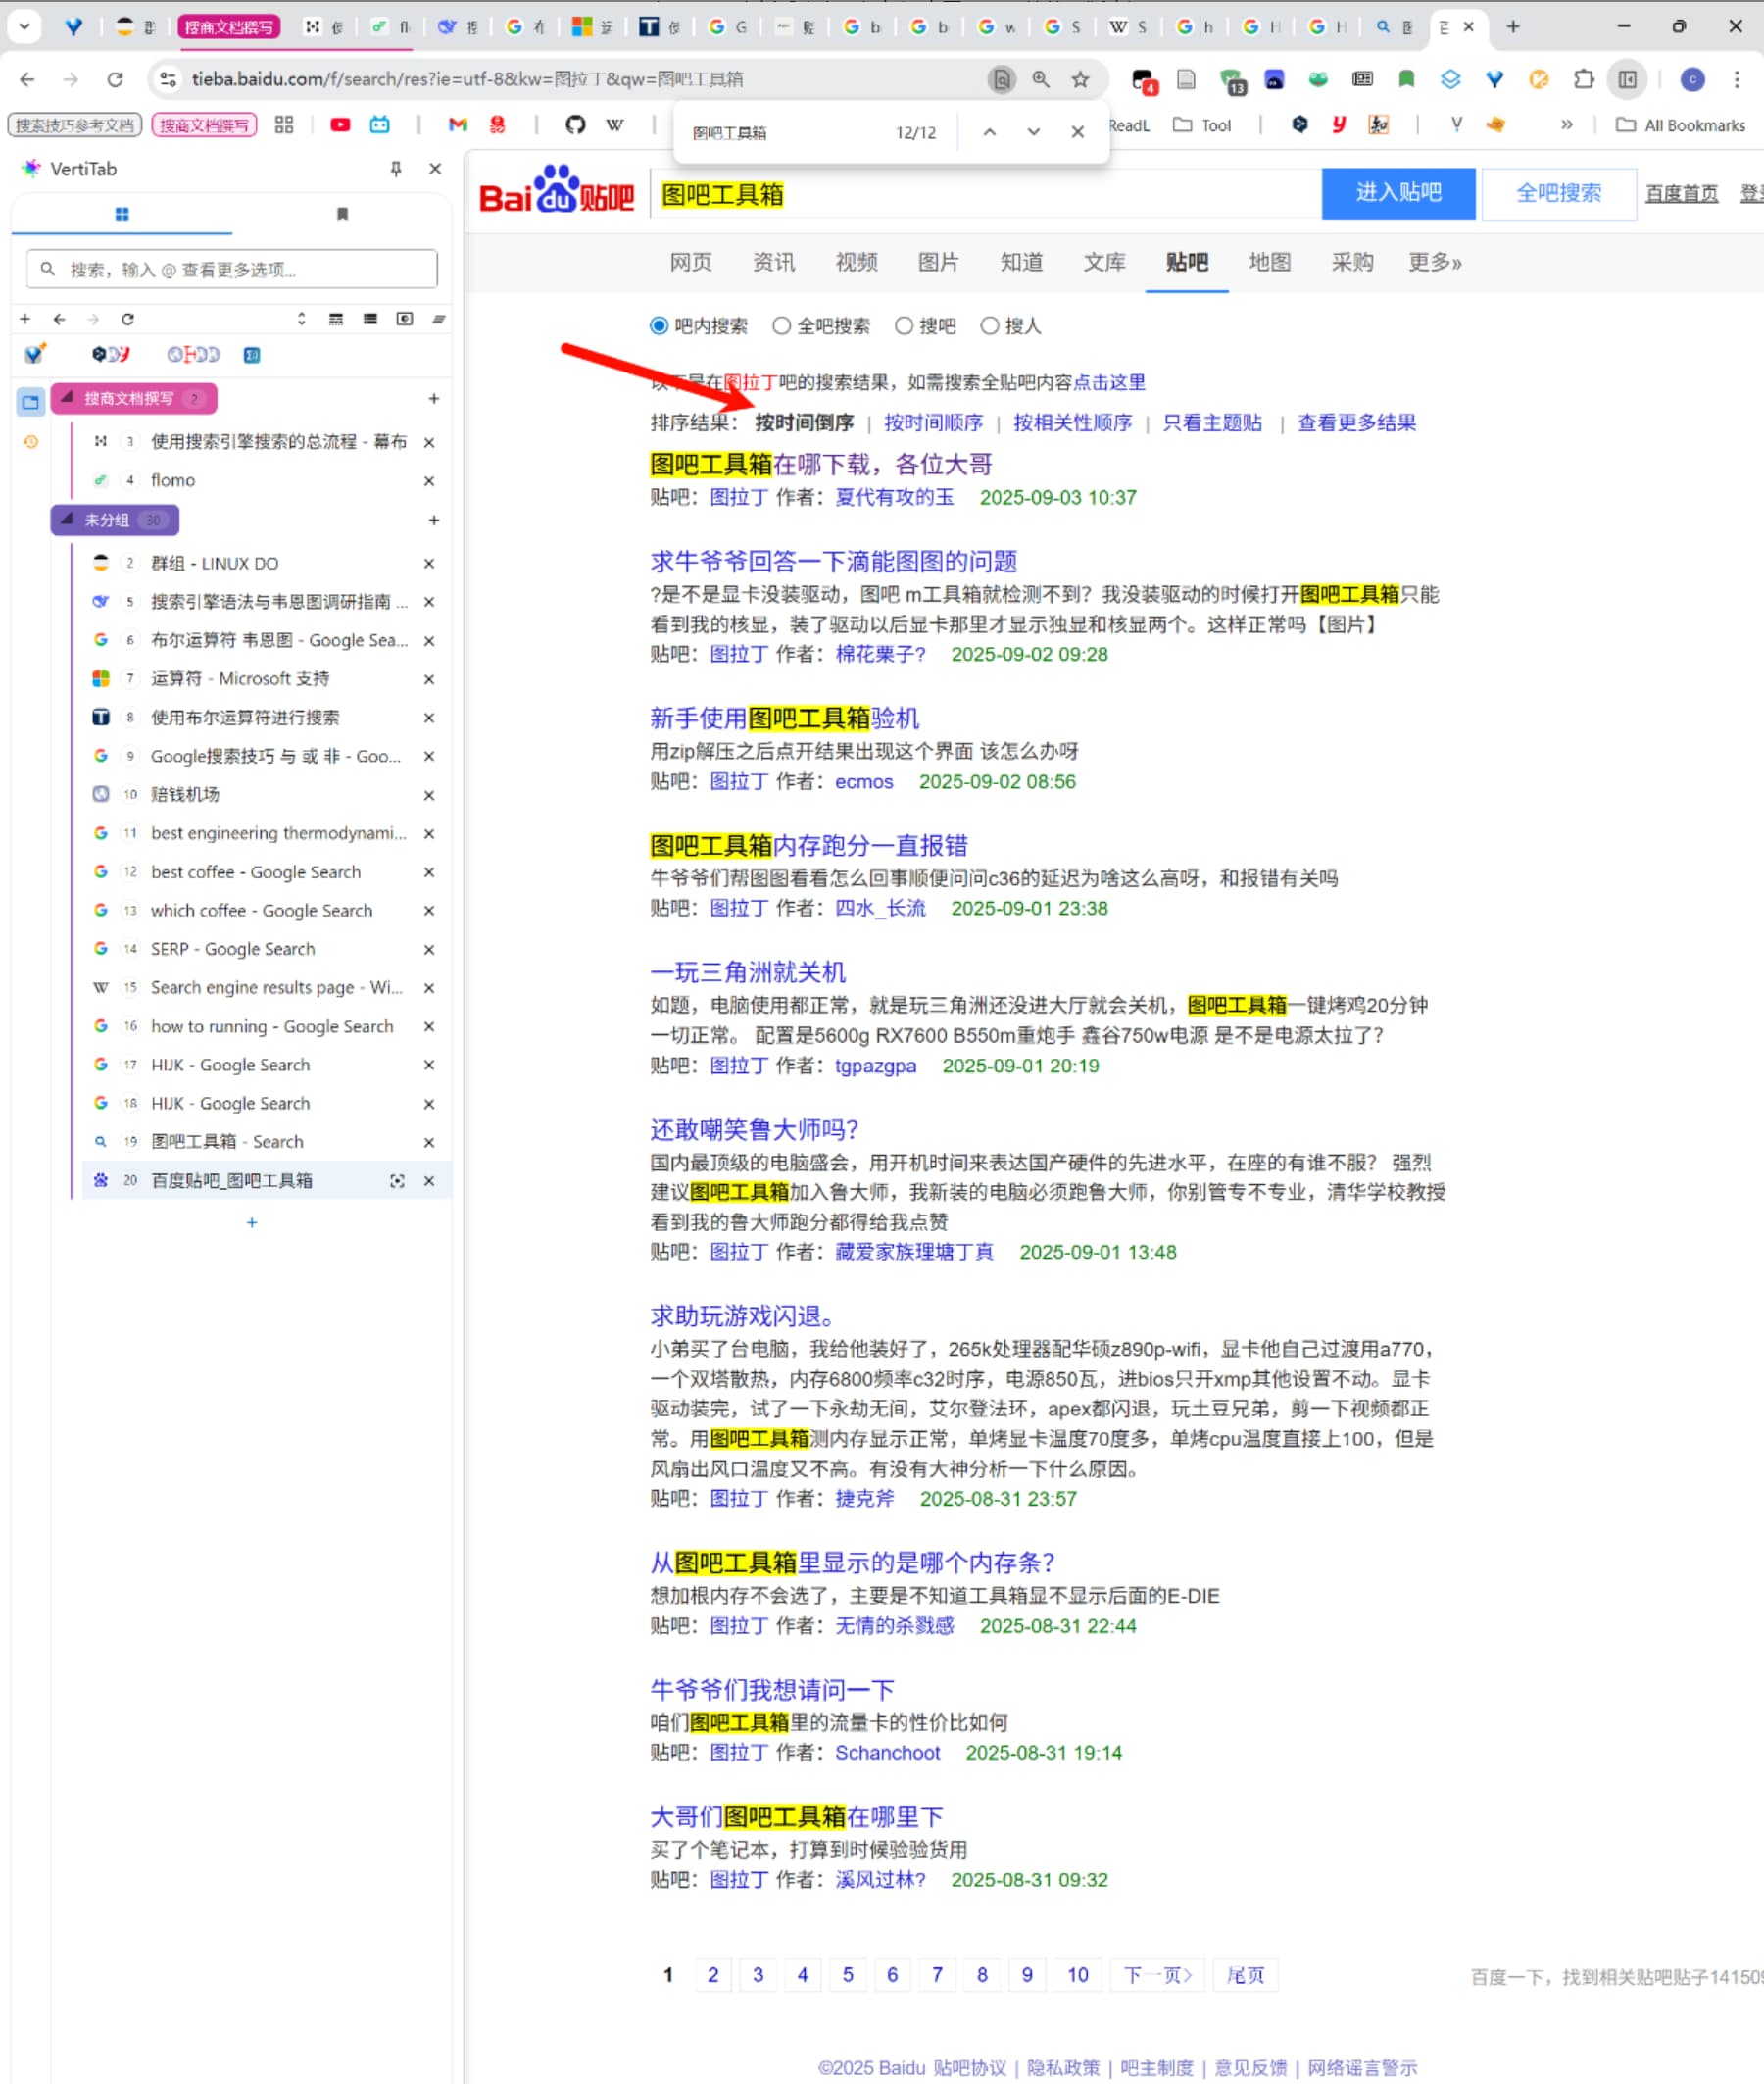 搜商文档撰写
tieba.baidu.com/f/search/res?ie=utf-8&kw=图拉丁&qw=图吧工具箱
4
13
C
搜索技巧参考文档
搜商文档撰写
图吧工具箱
12/12
ReadL
Tool
All Bookmarks
VertiTab
搜索，输入 @ 查看更多选项...
搜商文档撰写 2
3 使用搜索引擎搜索的总流程 - 幕布
4 flomo
未分组 30
2 群组 - LINUX DO
5 搜索引擎语法与韦恩图调研指南 ...
6 布尔运算符 韦恩图 - Google Sea...
7 运算符 - Microsoft 支持
8 使用布尔运算符进行搜索
9 Google搜索技巧 与 或 非 - Goo...
10 赔钱机场
11 best engineering thermodynami...
12 best coffee - Google Search
13 which coffee - Google Search
14 SERP - Google Search
15 Search engine results page - Wi...
16 how to running - Google Search
17 HIJK - Google Search
18 HIJK - Google Search
19 图吧工具箱 - Search
20 百度贴吧_图吧工具箱
Bai du 贴吧
图吧工具箱
进入贴吧
全吧搜索
百度首页
网页 资讯 视频 图片 知道 文库 贴吧 地图 采购 更多»
吧内搜索 全吧搜索 搜吧 搜人
以下是在图拉丁吧的搜索结果，如需搜索全贴吧内容点击这里
排序结果： 按时间倒序 | 按时间顺序 | 按相关性顺序 | 只看主题贴 | 查看更多结果
图吧工具箱在哪下载，各位大哥
贴吧：图拉丁 作者：夏代有攻的玉 2025-09-03 10:37
求牛爷爷回答一下滴能图图的问题
?是不是显卡没装驱动，图吧 m工具箱就检测不到？我没装驱动的时候打开图吧工具箱只能
看到我的核显，装了驱动以后显卡那里才显示独显和核显两个。这样正常吗【图片】
贴吧：图拉丁 作者：棉花栗子? 2025-09-02 09:28
新手使用图吧工具箱验机
用zip解压之后点开结果出现这个界面 该怎么办呀
贴吧：图拉丁 作者：ecmos 2025-09-02 08:56
图吧工具箱内存跑分一直报错
牛爷爷们帮图图看看怎么回事顺便问问c36的延迟为啥这么高呀，和报错有关吗
贴吧：图拉丁 作者：四水_长流 2025-09-01 23:38
一玩三角洲就关机
如题，电脑使用都正常，就是玩三角洲还没进大厅就会关机，图吧工具箱一键烤鸡20分钟
一切正常。 配置是5600g RX7600 B550m重炮手 鑫谷750w电源 是不是电源太拉了？
贴吧：图拉丁 作者：tgpazgpa 2025-09-01 20:19
还敢嘲笑鲁大师吗？
国内最顶级的电脑盛会，用开机时间来表达国产硬件的先进水平，在座的有谁不服？ 强烈
建议图吧工具箱加入鲁大师，我新装的电脑必须跑鲁大师，你别管专不专业，清华学校教授
看到我的鲁大师跑分都得给我点赞
贴吧：图拉丁 作者：藏爱家族理塘丁真 2025-09-01 13:48
求助玩游戏闪退。
小弟买了台电脑，我给他装好了，265k处理器配华硕z890p-wifi，显卡他自己过渡用a770，
一个双塔散热，内存6800频率c32时序，电源850瓦，进bios只开xmp其他设置不动。显卡
驱动装完，试了一下永劫无间，艾尔登法环，apex都闪退，玩土豆兄弟，剪一下视频都正
常。用图吧工具箱测内存显示正常，单烤显卡温度70度多，单烤cpu温度直接上100，但是
风扇出风口温度又不高。有没有大神分析一下什么原因。
贴吧：图拉丁 作者：捷克斧 2025-08-31 23:57
从图吧工具箱里显示的是哪个内存条？
想加根内存不会选了，主要是不知道工具箱显不显示后面的E-DIE
贴吧：图拉丁 作者：无情的杀戮感 2025-08-31 22:44
牛爷爷们我想请问一下
咱们图吧工具箱里的流量卡的性价比如何
贴吧：图拉丁 作者：Schanchoot 2025-08-31 19:14
大哥们图吧工具箱在哪里下
买了个笔记本，打算到时候验验货用
贴吧：图拉丁 作者：溪风过林? 2025-08-31 09:32
1 2 3 4 5 6 7 8 9 10 下一页> 尾页
百度一下，找到相关贴吧贴子
©2025 Baidu 贴吧协议 | 隐私政策 | 吧主制度 | 意见反馈 | 网络谣言警示